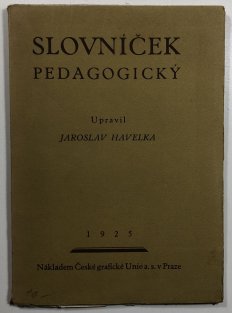 SLOVNÍČEK
PEDAGOGICKÝ
Upravil
JAROSLAV HAVELKA
1925
Nákladem České grafické Unie a. s. v Praze